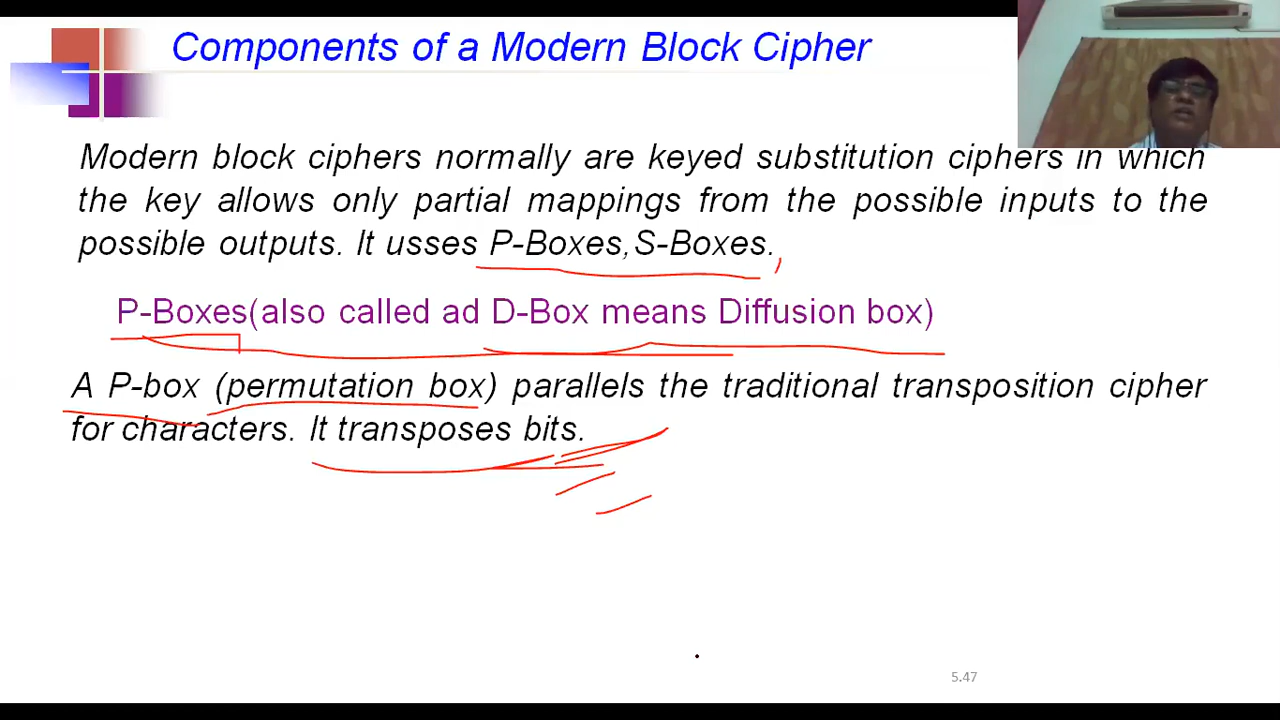 Components of a Modern Block Cipher
Modern block ciphers normally are keyed substitution ciphers in which
the key allows only partial mappings from the possible inputs to the
possible outputs. It usses P-Boxes,S-Boxes.
P-Boxes(also called ad D-Box means Diffusion box)
A P-box (permutation box) parallels the traditional transposition cipher
for characters. It transposes bits.
5.47